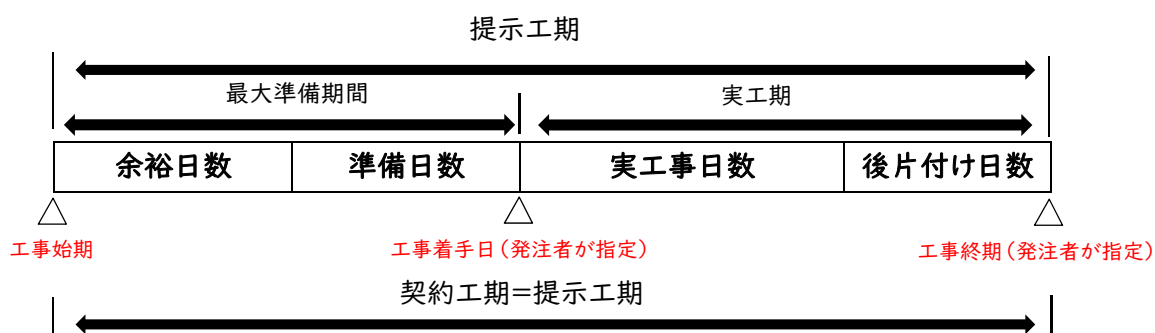 提示工期
最大準備期間 実工期
余裕日数 準備日数 実工事日数 後片付け日数
工事始期 工事着手日(発注者が指定) 工事終期(発注者が指定)
契約工期=提示工期